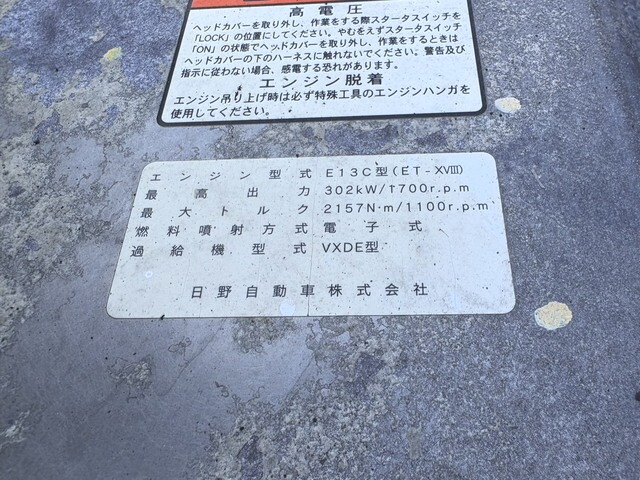 高電圧
ヘッドカバーを取り外し、作業をする際スタータスイッチを
「LOCK」の位置にしてください。やむをえずスタータスイッチ
「ON」の状態でヘッドカバーを取り外し、作業をするときは
ヘッドカバーの下のハーネスに触れないでください。警告及び
指示に従わない場合、感電する恐れがあります。
エンジン脱着
エンジン吊り上げ時は必ず特殊工具のエンジンハンガを
使用してください。
エンジン型式 E13C型(ET-XVIII)
最高出力 302kW/1700r.p.m
最大トルク 2157N·m/1100r.p.m
燃料噴射方式 電子式
過給機型式 VXDE型
日野自動車株式会社